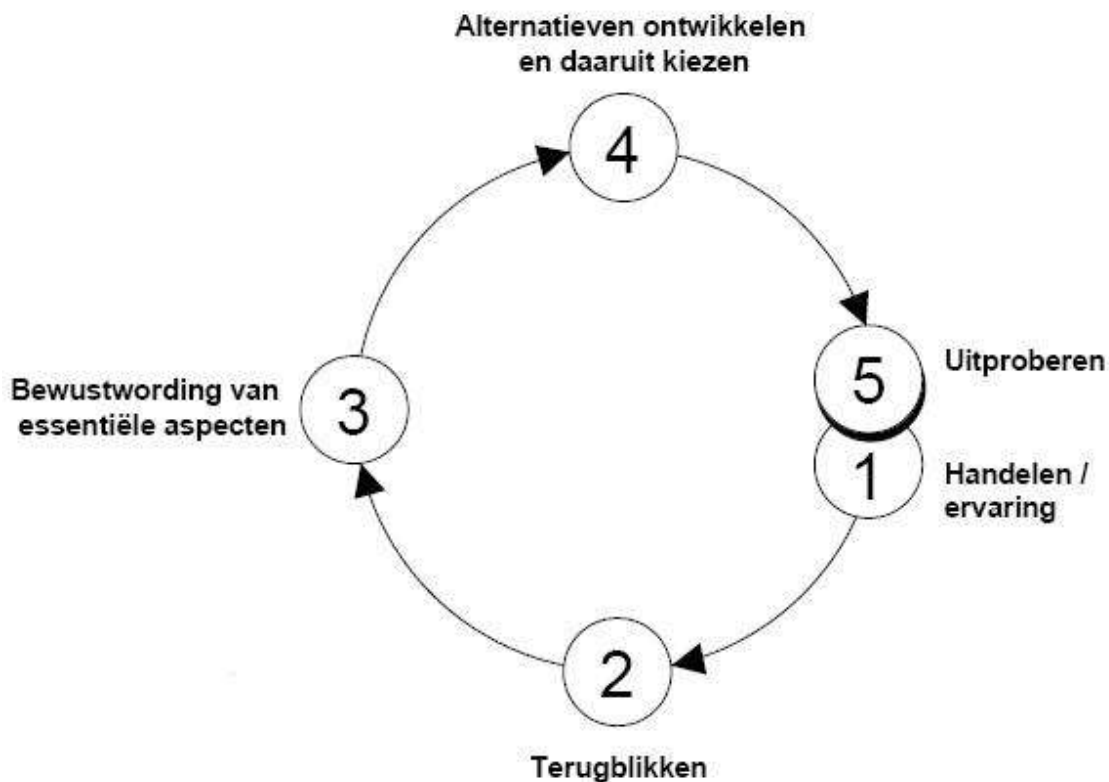 Alternatieven ontwikkelen
en daaruit kiezen
4
5
Uitproberen
Bewustwording van
essentiële aspecten
3
1
Handelen /
ervaring
2
Terugblikken